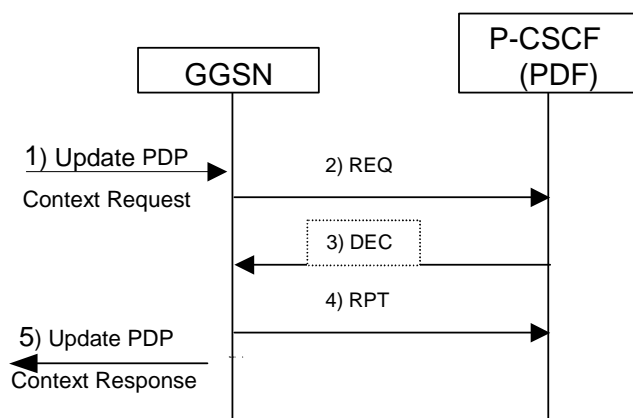 GGSN
P-CSCF
(PDF)
1) Update PDP
Context Request
2) REQ
3) DEC
4) RPT
5) Update PDP
Context Response